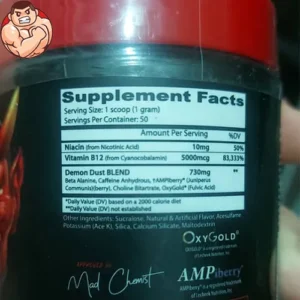 Supplement Facts
Serving Size: 1 scoop (1 gram)
Servings Per Container: 50
Amount Per Serving %DV
Niacin (from Nicotinic Acid) 10mg 50%
Vitamin B12 (from Cyanocobalamin) 5000mcg 83,333%
Demon Dust BLEND 730mg **
Beta Alanine, Caffeine Anhydrous, YAMPIberry® (Juniperus
Communis)(berry), Choline Bitartrate, OxyGold® (Fulvic Acid)
*Daily Value (DV) based on a 2000 calorie diet
**Daily Value (DV) not established
Other Ingredients: Sucralose, Natural & Artificial Flavor, Acesulfame
Potassium (Ace K), Silica, Calcium Silicate, Maltodextrin
OXYGOLD®
Mad Chemist
AMPiberry®